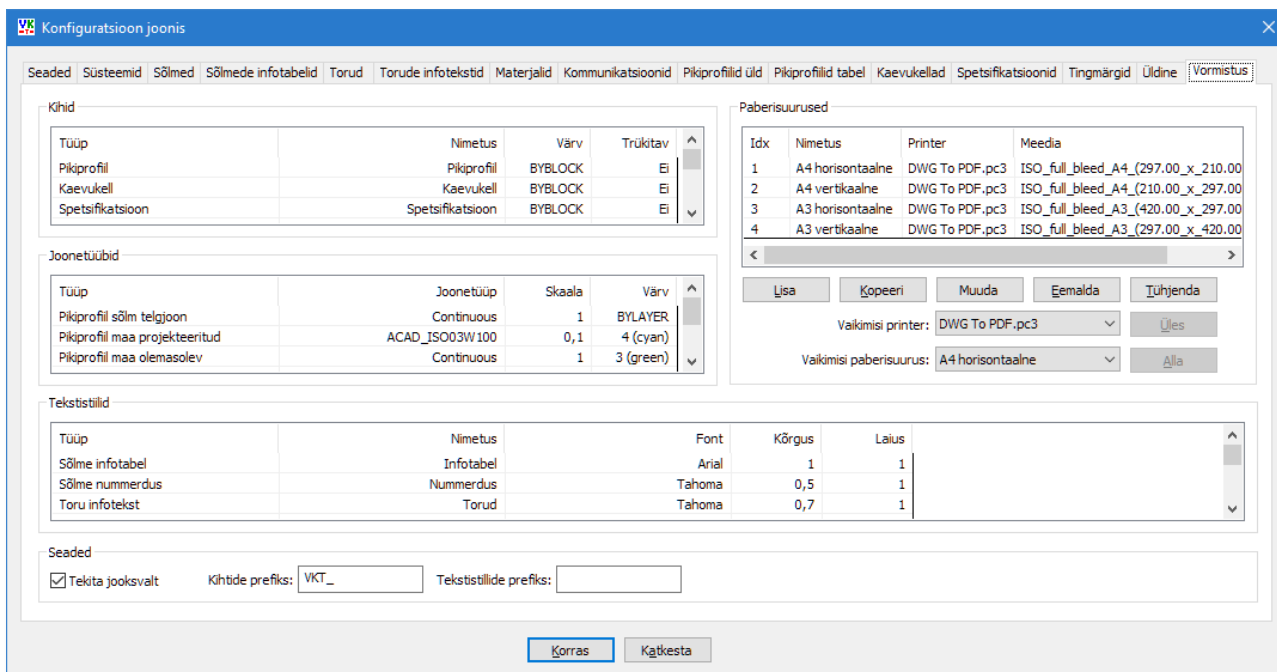 VK -T- Konfiguratsioon joonis
Seaded Süsteemid Sõlmed Sõlmede infotabelid Torud Torude infotekstid Materjalid Kommunikatsioonid Pikiprofiilid üld Pikiprofiilid tabel Kaevukellad Spetsifikatsioonid Tingmärgid Üldine Vormistus
Kihid
Tüüp Nimetus Värv Trükitav
Pikiprofiil Pikiprofiil BYBLOCK Ei
Kaevukell Kaevukell BYBLOCK Ei
Spetsifikatsioon Spetsifikatsioon BYBLOCK Ei
Joonetüübid
Tüüp Joonetüüp Skaala Värv
Pikiprofiil sõlm telgjoon Continuous 1 BYLAYER
Pikiprofiil maa projekteeritud ACAD_ISO03W100 0,1 4 (cyan)
Pikiprofiil maa olemasolev Continuous 1 3 (green)
Paberisuurused
Idx Nimetus Printer Meedia
1 A4 horisontaalne DWG To PDF.pc3 ISO_full_bleed_A4_(297.00_x_210.00
2 A4 vertikaalne DWG To PDF.pc3 ISO_full_bleed_A4_(210.00_x_297.00
3 A3 horisontaalne DWG To PDF.pc3 ISO_full_bleed_A3_(420.00_x_297.00
4 A3 vertikaalne DWG To PDF.pc3 ISO_full_bleed_A3_(297.00_x_420.00
Lisa Kopeeri Muuda Eemalda Tühjenda
Vaikimisi printer: DWG To PDF.pc3 Üles
Vaikimisi paberisuurus: A4 horisontaalne Alla
Tekstistiilid
Tüüp Nimetus Font Kõrgus Laius
Sõlme infotabel Infotabel Arial 1 1
Sõlme nummerdus Nummerdus Tahoma 0,5 1
Toru infotekst Torud Tahoma 0,7 1
Seaded
Tekita jooksvalt Kihtide prefiks: VKT_ Tekstistillide prefiks:
Korras Katkesta